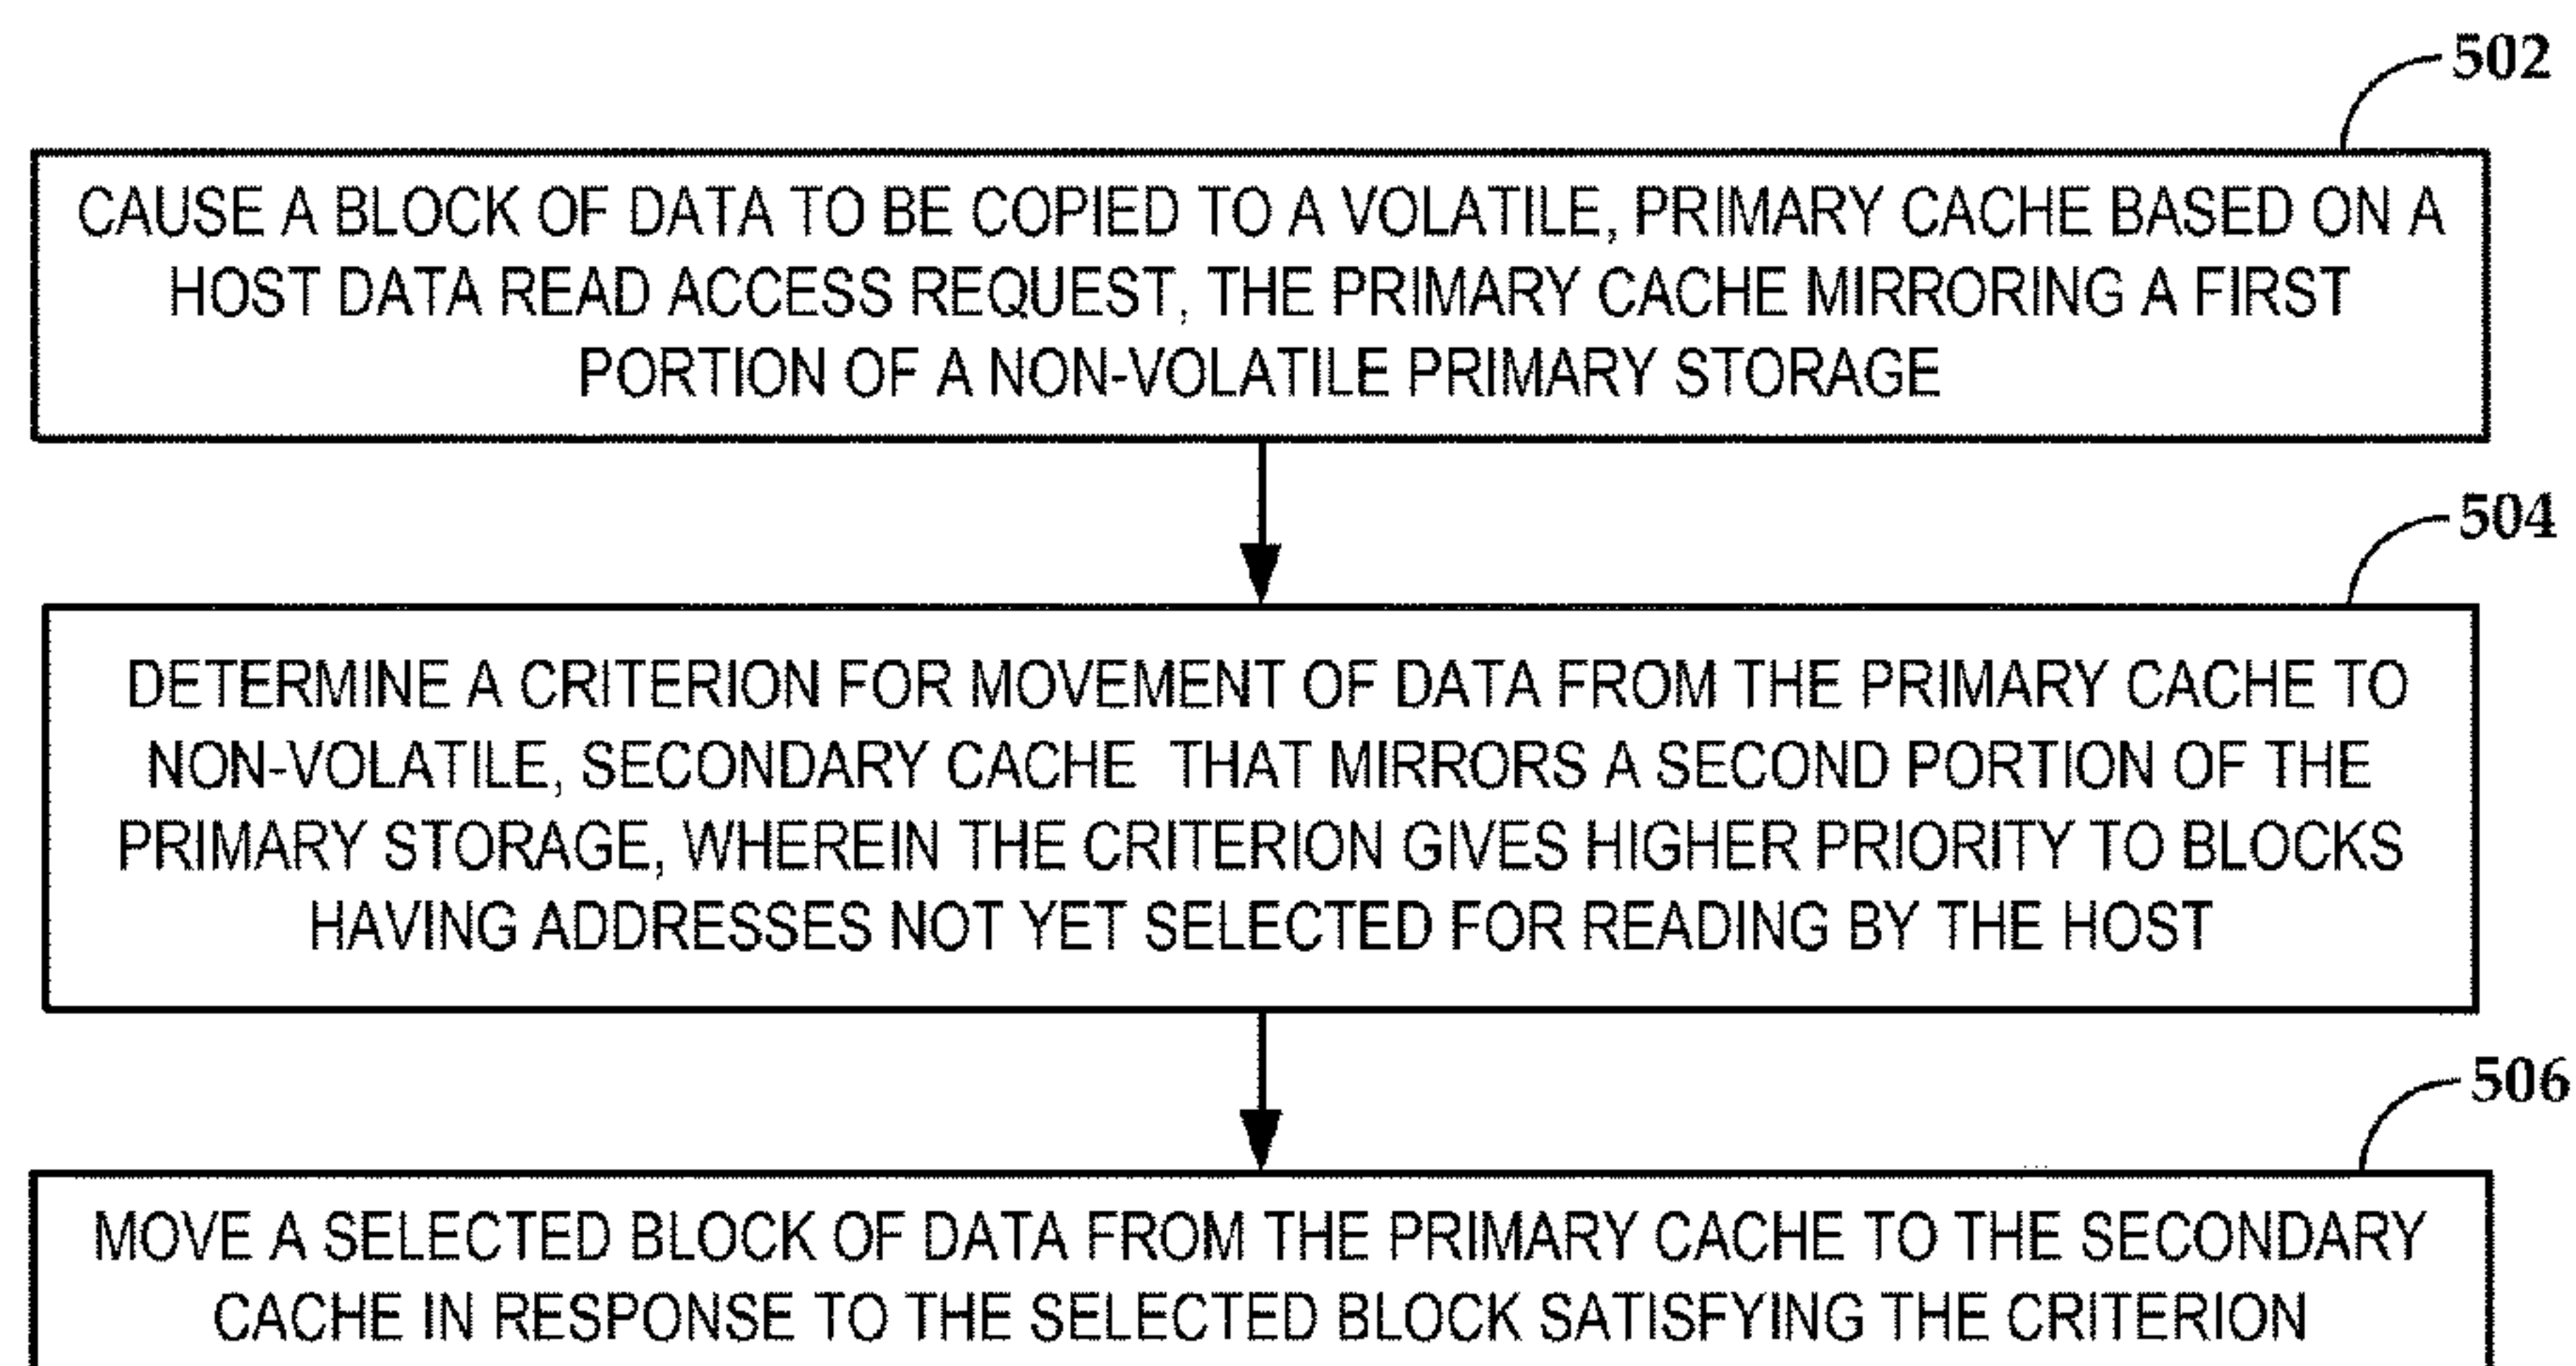 502
CAUSE A BLOCK OF DATA TO BE COPIED TO A VOLATILE, PRIMARY CACHE BASED ON A
HOST DATA READ ACCESS REQUEST, THE PRIMARY CACHE MIRRORING A FIRST
PORTION OF A NON-VOLATILE PRIMARY STORAGE
504
DETERMINE A CRITERION FOR MOVEMENT OF DATA FROM THE PRIMARY CACHE TO
NON-VOLATILE, SECONDARY CACHE THAT MIRRORS A SECOND PORTION OF THE
PRIMARY STORAGE, WHEREIN THE CRITERION GIVES HIGHER PRIORITY TO BLOCKS
HAVING ADDRESSES NOT YET SELECTED FOR READING BY THE HOST
506
MOVE A SELECTED BLOCK OF DATA FROM THE PRIMARY CACHE TO THE SECONDARY
CACHE IN RESPONSE TO THE SELECTED BLOCK SATISFYING THE CRITERION